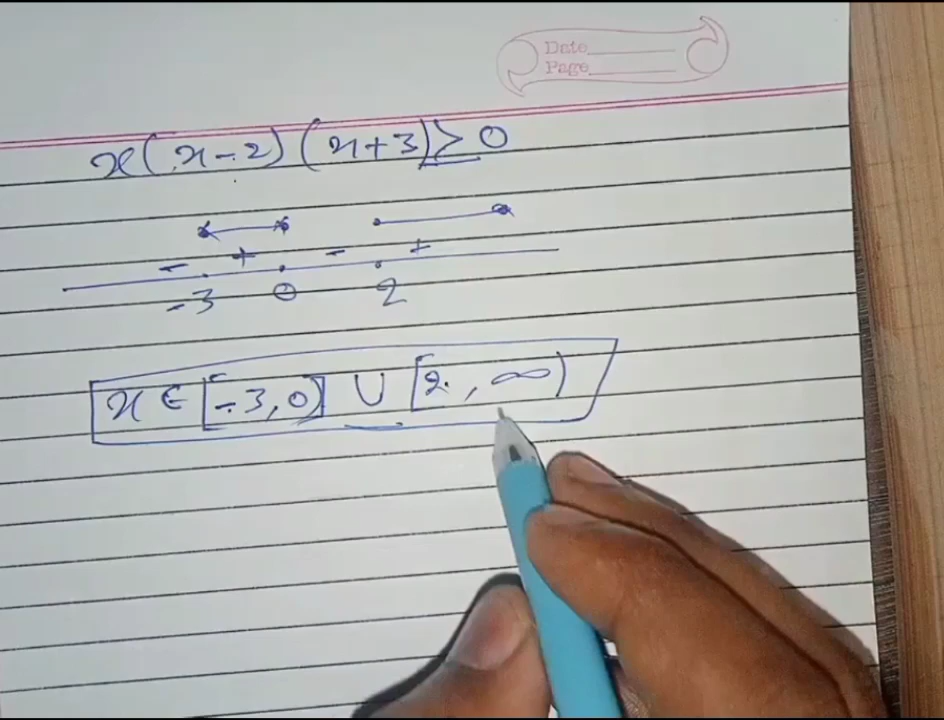 Date
Page
x(x-2)(x+3)≥0
- + - +
-3 0 2
x ∈ [-3,0] ∪ [2,∞)